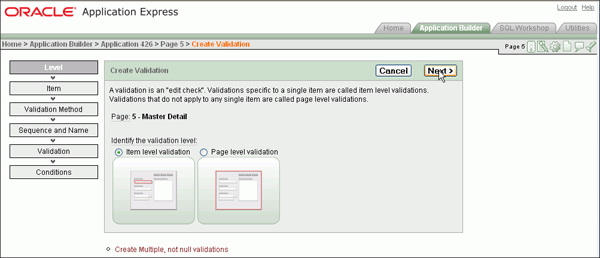 ORACLE Application Express
Logout Help
Home Application Builder SQL Workshop Utilities
Home > Application Builder > Application 426 > Page 5 > Create Validation
Page 5
Level
Item
Validation Method
Sequence and Name
Validation
Conditions
Create Validation
Cancel
Next >
A validation is an "edit check". Validations specific to a single item are called item level validations.
Validations that do not apply to any single item are called page level validations.
Page: 5 - Master Detail
Identify the validation level:
Item level validation Page level validation
Create Multiple, not null validations